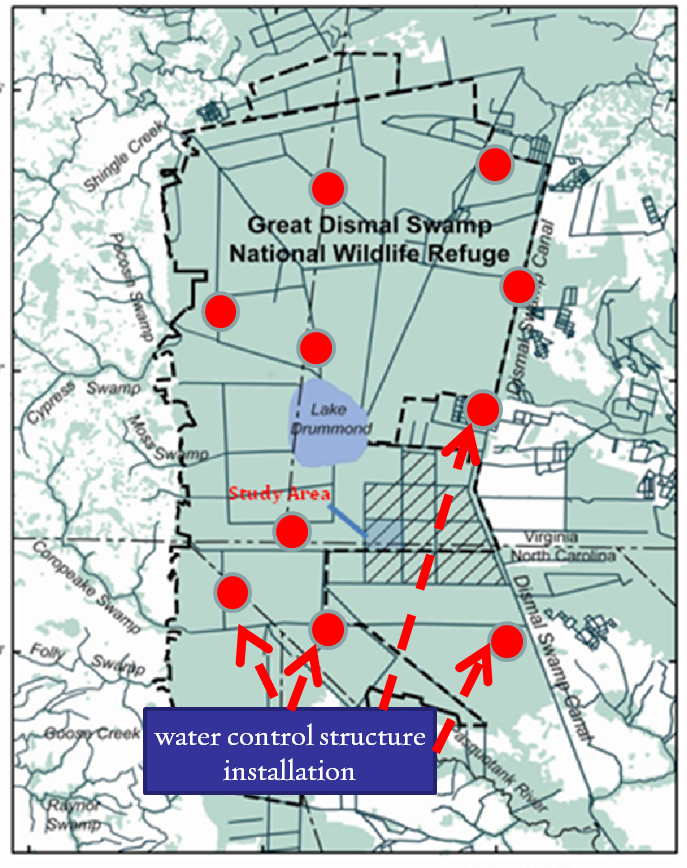 Shingle Creek
Great Dismal Swamp
National Wildlife Refuge
Pocosin Swamp
Dismal Swamp Canal
Cypress Swamp
Lake
Drummond
Moss Swamp
Study Area
Virginia
North Carolina
Coropeake Swamp
Dismal Swamp Canal
Folly Swamp
Goose Creek
water control structure
installation
Pasquotank River
Raynor
Swamp